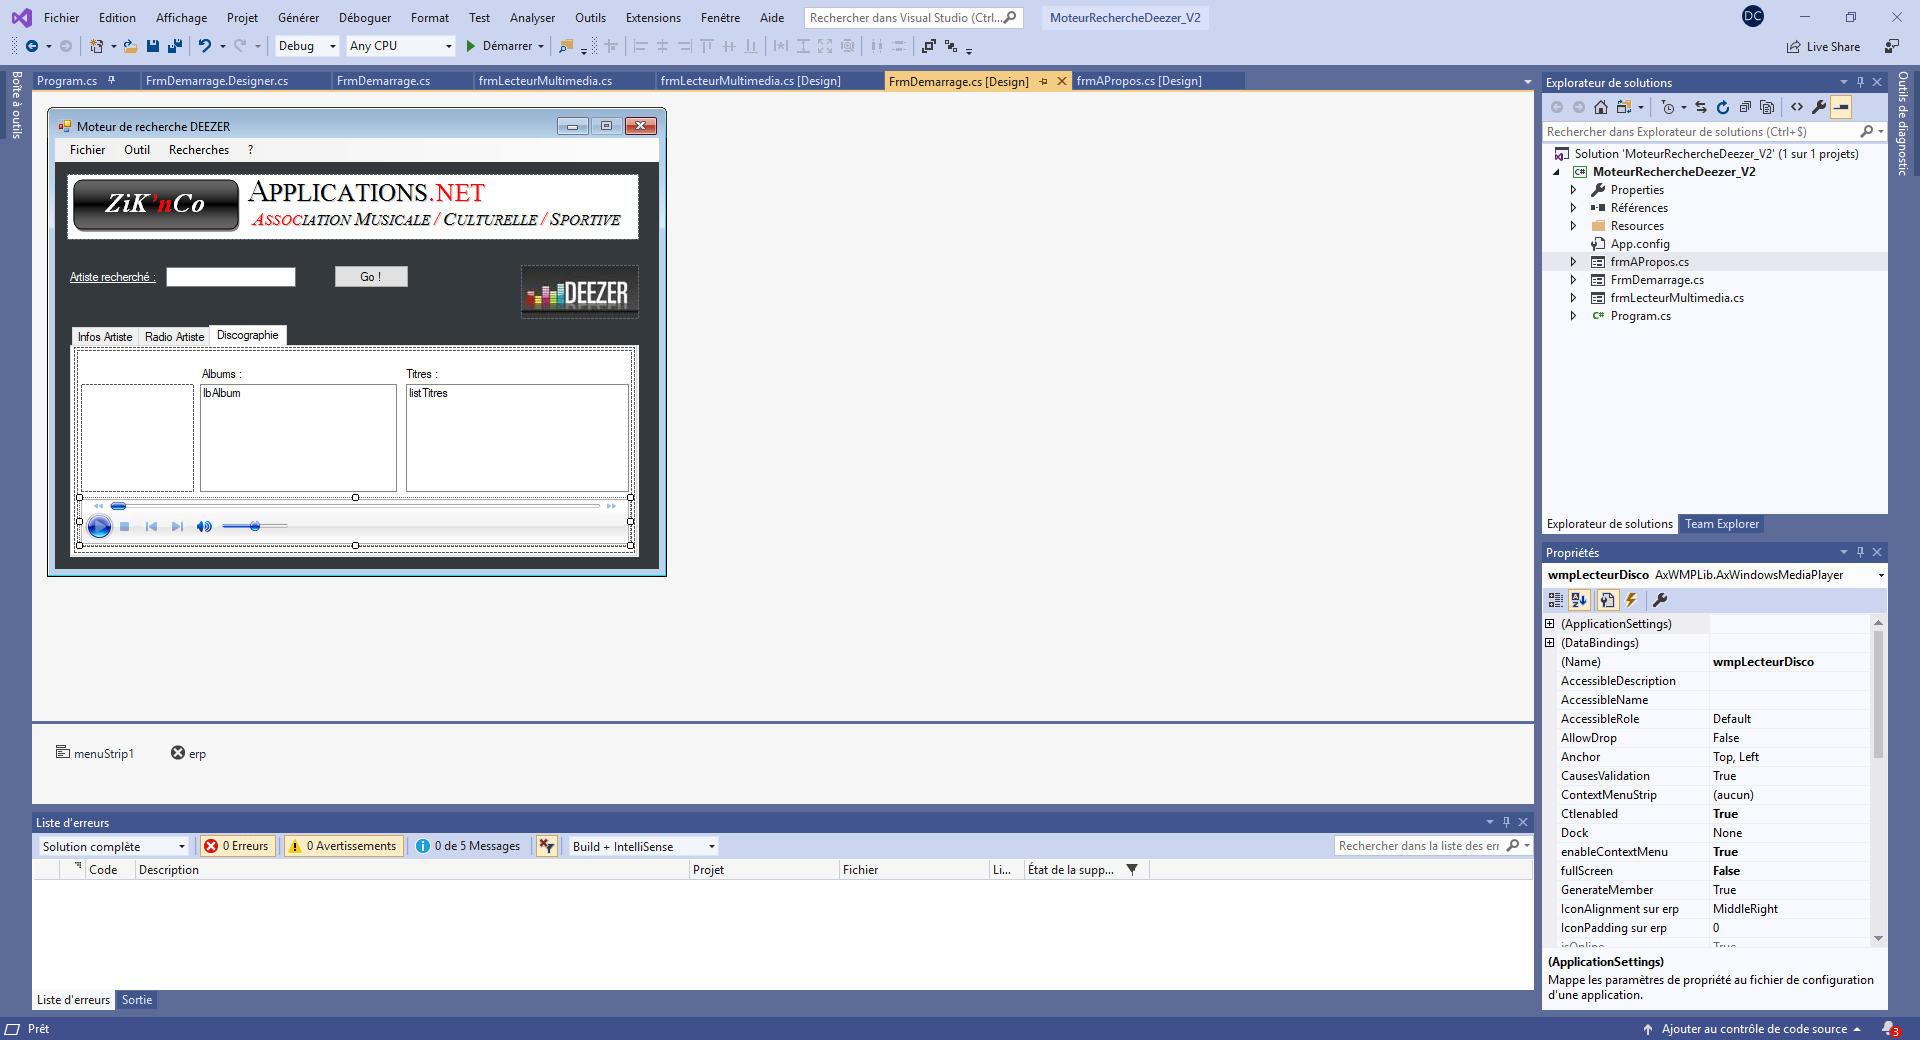 Fichier Edition Affichage Projet Générer Déboguer Format Test Analyser Outils Extensions Fenêtre Aide Rechercher dans Visual Studio (Ctrl... MoteurRechercheDeezer_V2 DC
Debug Any CPU Démarrer Live Share
Boîte à outils
Program.cs FrmDemarrage.Designer.cs FrmDemarrage.cs frmLecteurMultimedia.cs frmLecteurMultimedia.cs [Design] FrmDemarrage.cs [Design] frmAPropos.cs [Design]
Moteur de recherche DEEZER
Fichier Outil Recherches ?
ZiK'nCo APPLICATIONS.NET
ASSOCIATION MUSICALE / CULTURELLE / SPORTIVE
Artiste recherché : Go !
DEEZER
Infos Artiste Radio Artiste Discographie
Albums : Titres :
lbAlbum listTitres
menuStrip1 erp
Liste d'erreurs
Solution complète 0 Erreurs 0 Avertissements 0 de 5 Messages Build + IntelliSense Rechercher dans la liste des err
Code Description Projet Fichier Li... État de la supp...
Liste d'erreurs Sortie
Explorateur de solutions
Rechercher dans Explorateur de solutions (Ctrl+$)
Solution 'MoteurRechercheDeezer_V2' (1 sur 1 projets)
C# MoteurRechercheDeezer_V2
Properties
Références
Resources
App.config
frmAPropos.cs
FrmDemarrage.cs
frmLecteurMultimedia.cs
C# Program.cs
Explorateur de solutions Team Explorer
Outils de diagnostic
Propriétés
wmpLecteurDisco AxWMPLib.AxWindowsMediaPlayer
(ApplicationSettings)
(DataBindings)
(Name) wmpLecteurDisco
AccessibleDescription
AccessibleName
AccessibleRole Default
AllowDrop False
Anchor Top, Left
CausesValidation True
ContextMenuStrip (aucun)
Ctlenabled True
Dock None
enableContextMenu True
fullScreen False
GenerateMember True
IconAlignment sur erp MiddleRight
IconPadding sur erp 0
isOnline True
(ApplicationSettings)
Mappe les paramètres de propriété au fichier de configuration
d'une application.
Prêt Ajouter au contrôle de code source 3